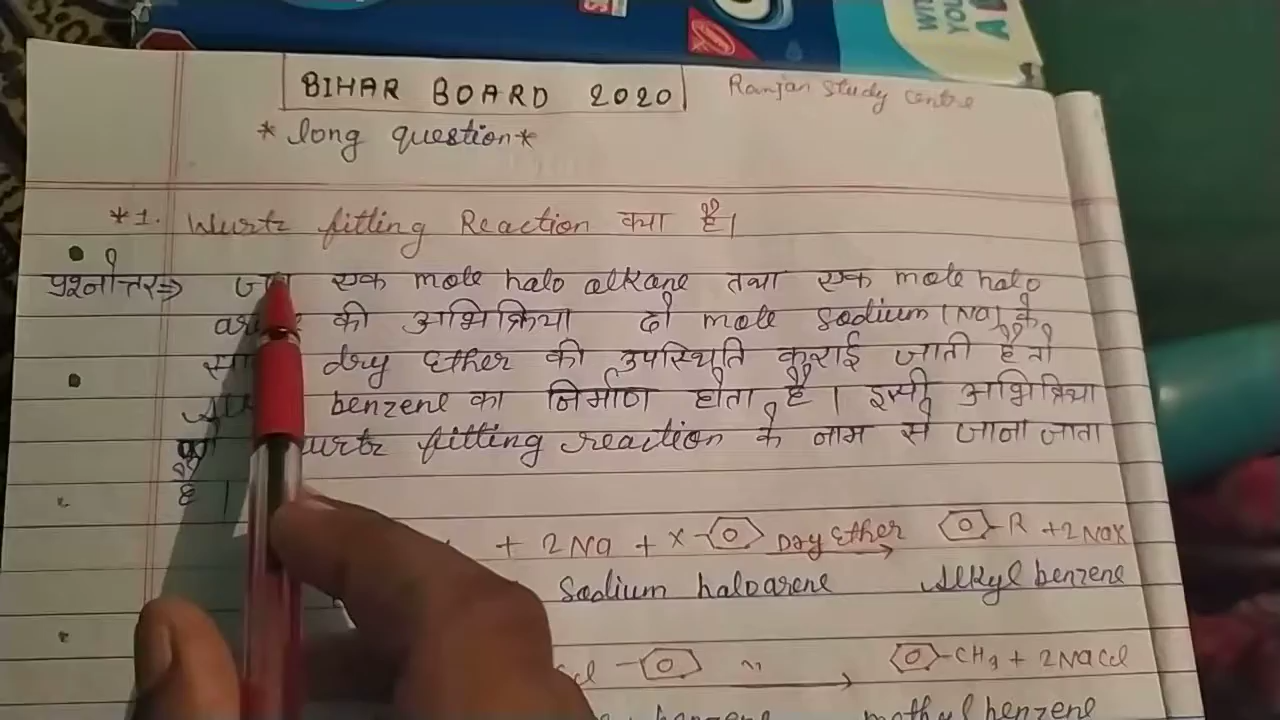 BIHAR BOARD 2020
Ranjan Study Centre
* long question *
*1. Wurtz fitting Reaction क्या है।
प्रश्नोत्तर⇒ एक mole halo alkane तथा एक mole halo
की अभिक्रिया दो mole Sodium (Na) के
dry Ether की उपस्थिति कराई जाती है तो
benzene का निर्माण होता है । इसी अभिक्रिया
fitting reaction के नाम से जाना जाता
है ।
+ 2Na + X-⌬ Dry Ether → ⌬-R + 2NaX
Sodium haloarene Alkyl benzene
⌬ " → ⌬-CH3 + 2NaCl
benzene methyl benzene